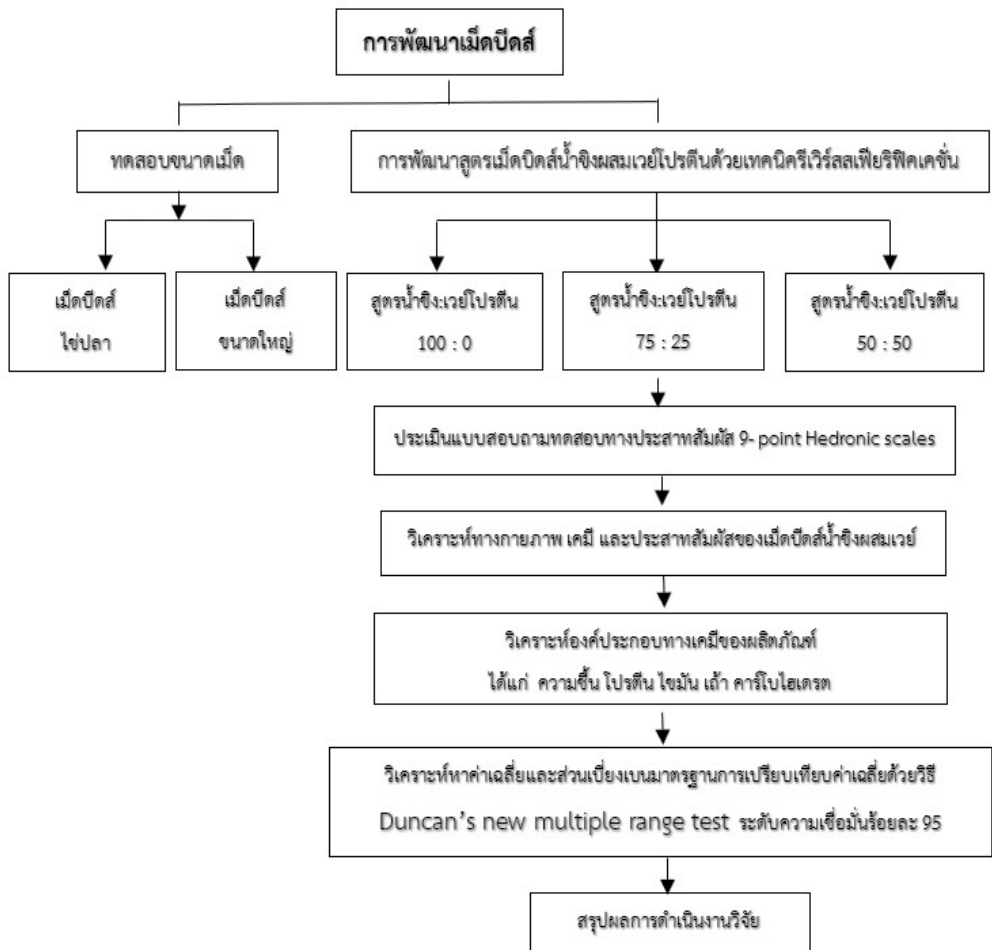 การพัฒนาเม็ดบีดส์
ทดสอบขนาดเม็ด
การพัฒนาสูตรเม็ดบิดส์น้ำขิงผสมเวย์โปรตีนด้วยเทคนิครีเวิร์สสเฟียริฟิคเคชั่น
เม็ดบีดส์
ไข่ปลา
เม็ดบีดส์
ขนาดใหญ่
สูตรน้ำขิง:เวย์โปรตีน
100 : 0
สูตรน้ำขิง:เวย์โปรตีน
75 : 25
สูตรน้ำขิง:เวย์โปรตีน
50 : 50
ประเมินแบบสอบถามทดสอบทางประสาทสัมผัส 9- point Hedronic scales
วิเคราะห์ทางกายภาพ เคมี และประสาทสัมผัสของเม็ดบีดส์น้ำขิงผสมเวย์
วิเคราะห์องค์ประกอบทางเคมีของผลิตภัณฑ์
ได้แก่ ความชื้น โปรตีน ไขมัน เถ้า คาร์โบไฮเดรต
วิเคราะห์หาค่าเฉลี่ยและส่วนเบี่ยงเบนมาตรฐานการเปรียบเทียบค่าเฉลี่ยด้วยวิธี
Duncan's new multiple range test ระดับความเชื่อมั่นร้อยละ 95
สรุปผลการดำเนินงานวิจัย